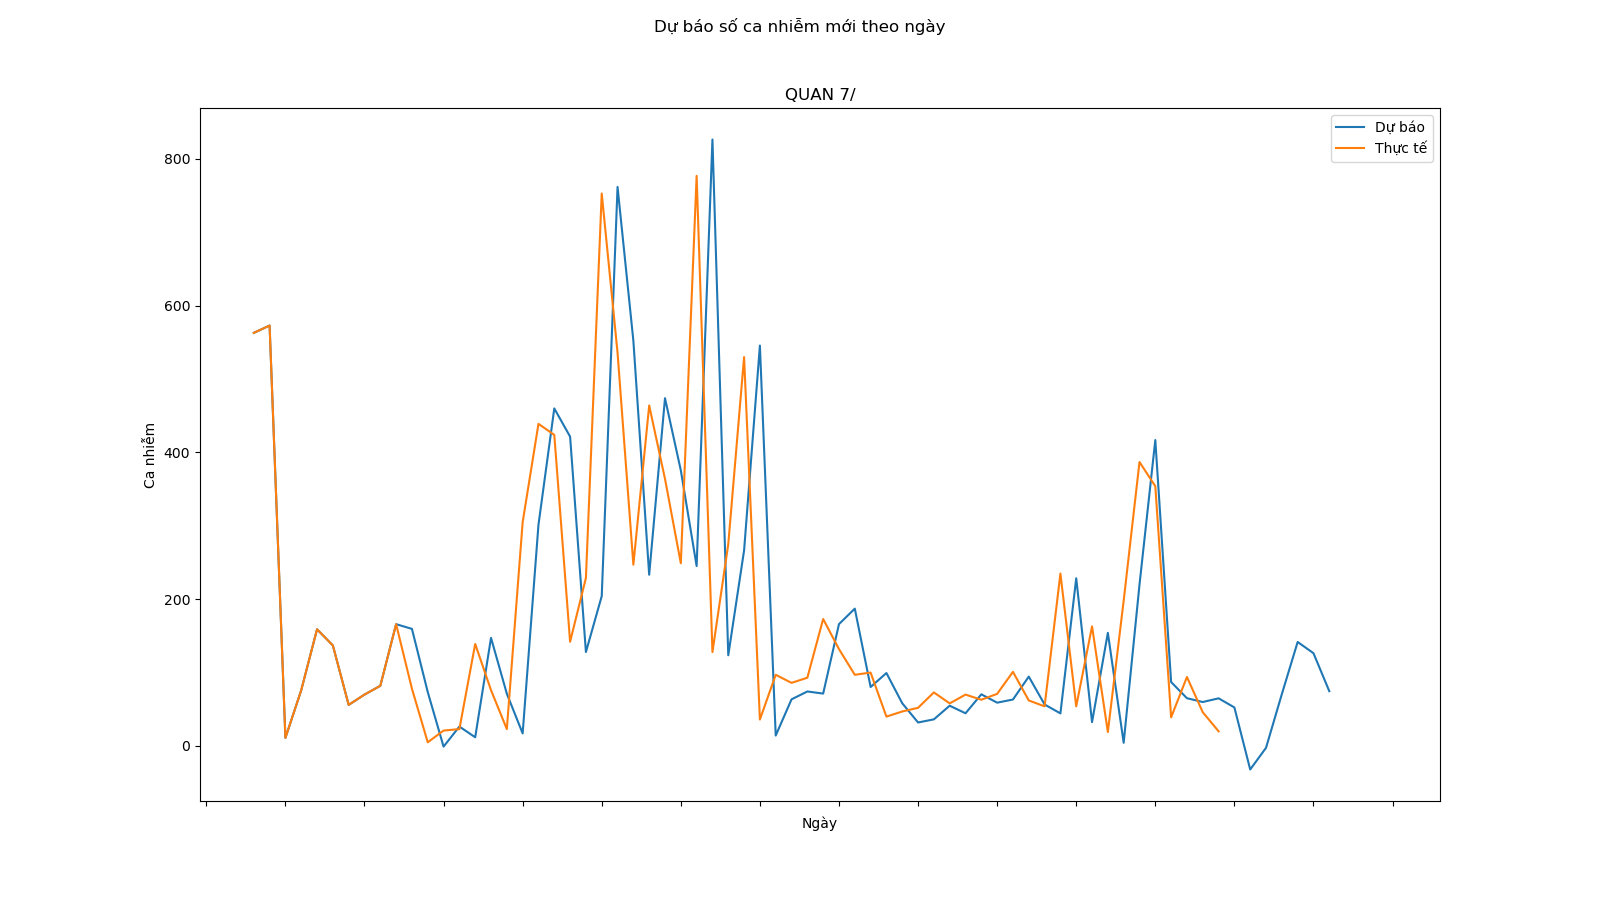 Dự báo số ca nhiễm mới theo ngày
QUAN 7/
Dự báo
Thực tế
800
600
400
200
0
Ca nhiễm
Ngày